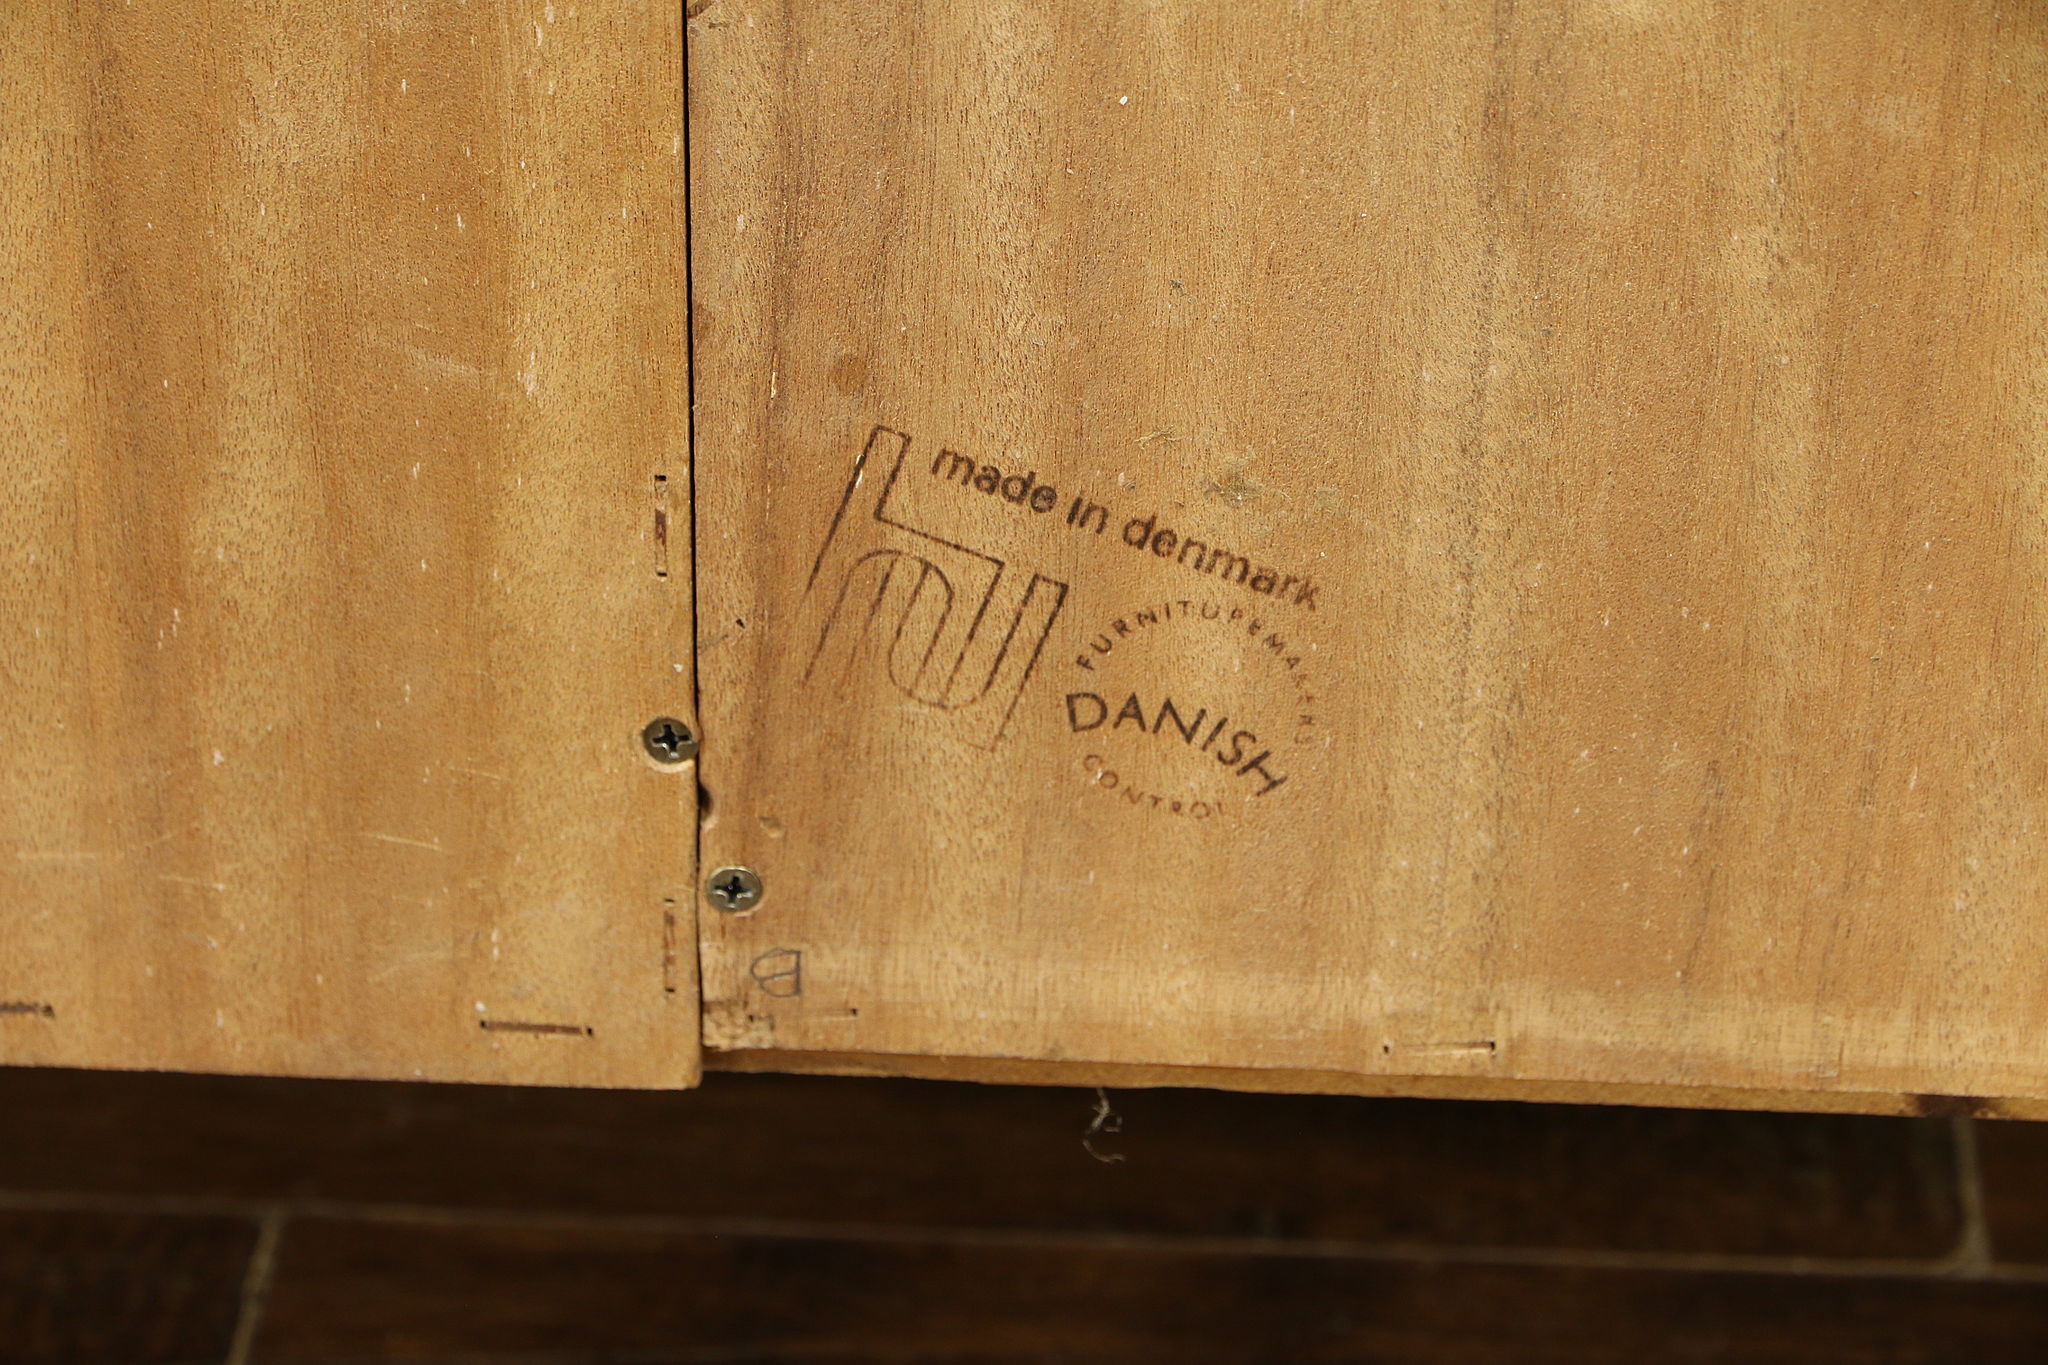 made in denmark
FURNITUREMAKERS
DANISH
CONTROL
B